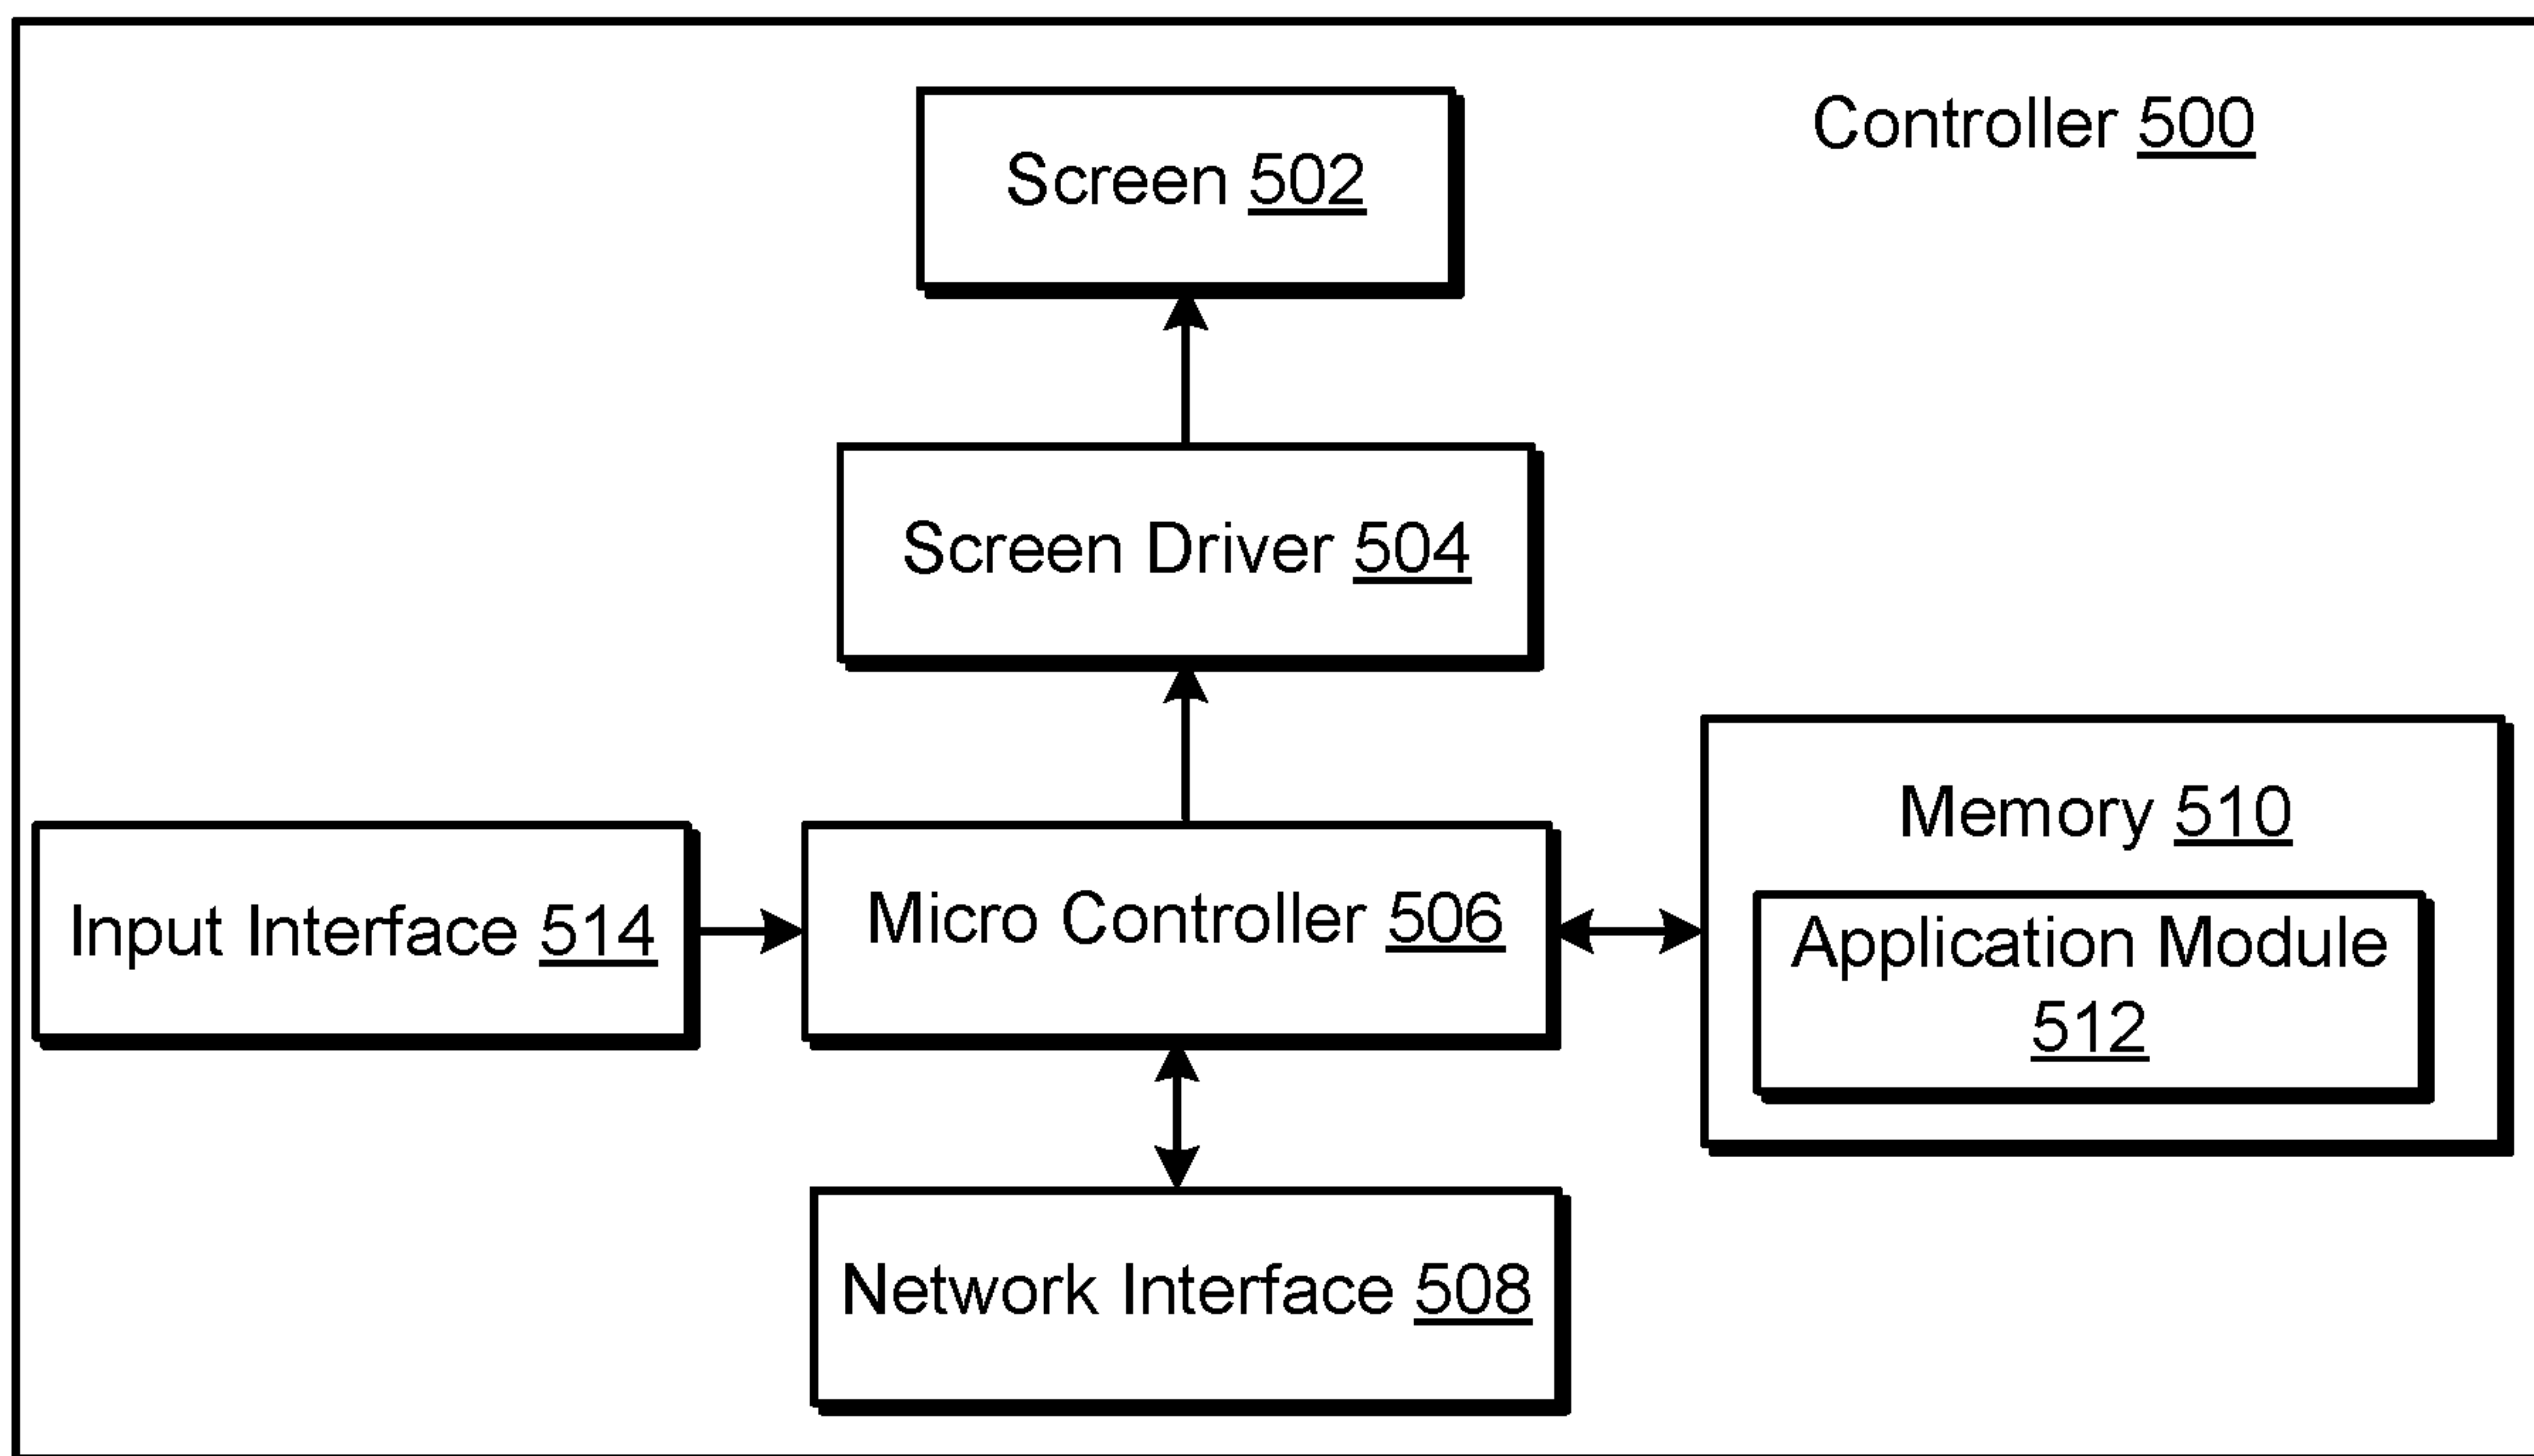 Controller 500
Screen 502
Screen Driver 504
Memory 510
Input Interface 514
Micro Controller 506
Application Module
512
Network Interface 508